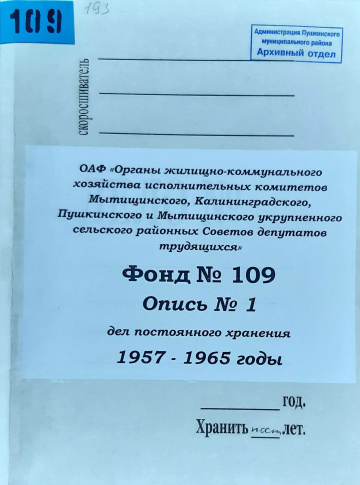 109
193
Администрация Пушкинского
муниципального района
Архивный отдел
скоросшиватель
ОАФ «Органы жилищно-коммунального
хозяйства исполнительных комитетов
Мытищинского, Калининградского,
Пушкинского и Мытищинского укрупненного
сельского районных Советов депутатов
трудящихся»
Фонд № 109
Опись № 1
дел постоянного хранения
1957 - 1965 годы
год.
Хранить пост. лет.